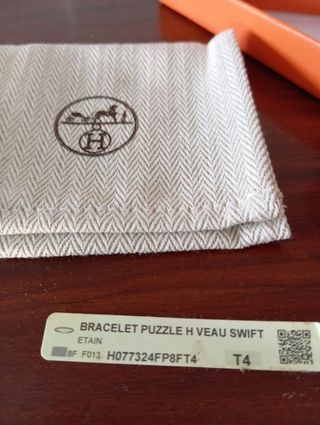 H
BRACELET PUZZLE H VEAU SWIFT
ETAIN
8F F013 H077324FP8FT4 T4